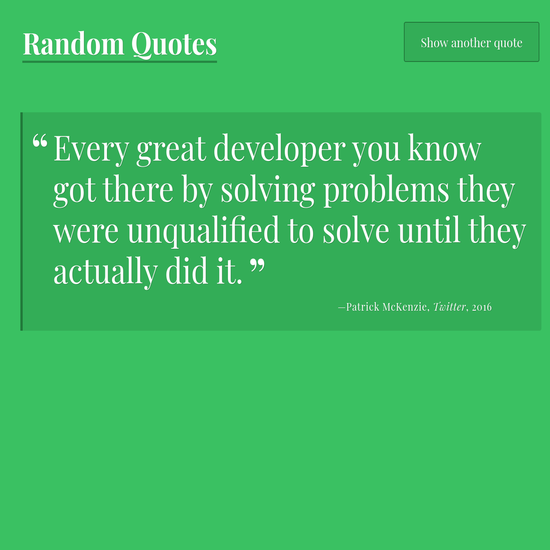 Random Quotes
Show another quote
“ Every great developer you know
got there by solving problems they
were unqualified to solve until they
actually did it. ”
—Patrick McKenzie, Twitter, 2016